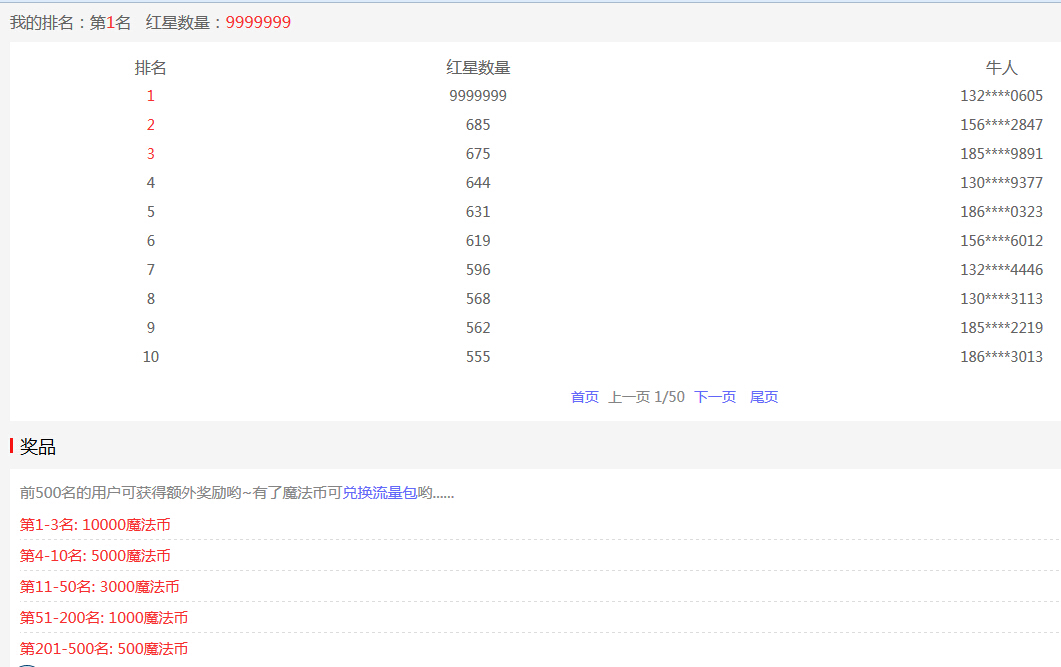 我的排名：第1名 红星数量：9999999
排名 红星数量 牛人
1 9999999 132****0605
2 685 156****2847
3 675 185****9891
4 644 130****9377
5 631 186****0323
6 619 156****6012
7 596 132****4446
8 568 130****3113
9 562 185****2219
10 555 186****3013
首页 上一页 1/50 下一页 尾页
奖品
前500名的用户可获得额外奖励哟~有了魔法币可兑换流量包哟......
第1-3名: 10000魔法币
第4-10名: 5000魔法币
第11-50名: 3000魔法币
第51-200名: 1000魔法币
第201-500名: 500魔法币